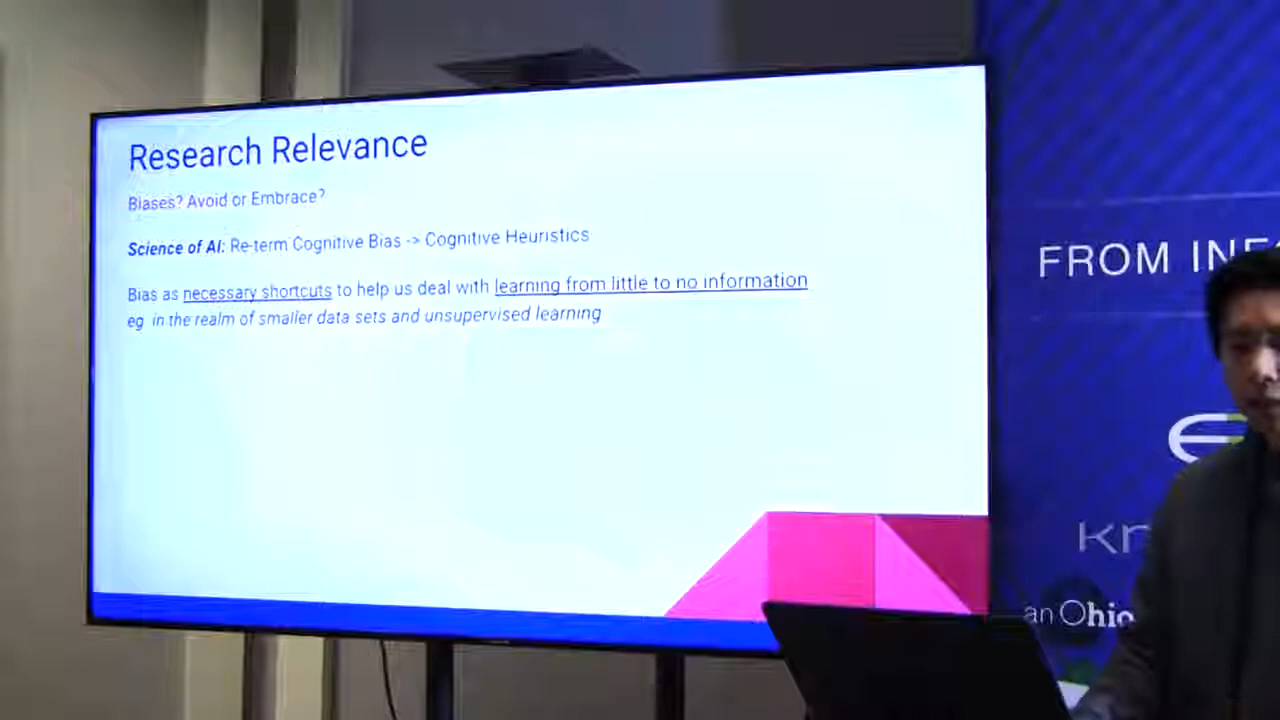 Research Relevance
Biases? Avoid or Embrace?
Science of AI: Re-term Cognitive Bias -> Cognitive Heuristics
Bias as necessary shortcuts to help us deal with learning from little to no information
eg in the realm of smaller data sets and unsupervised learning
FROM
an Ohio